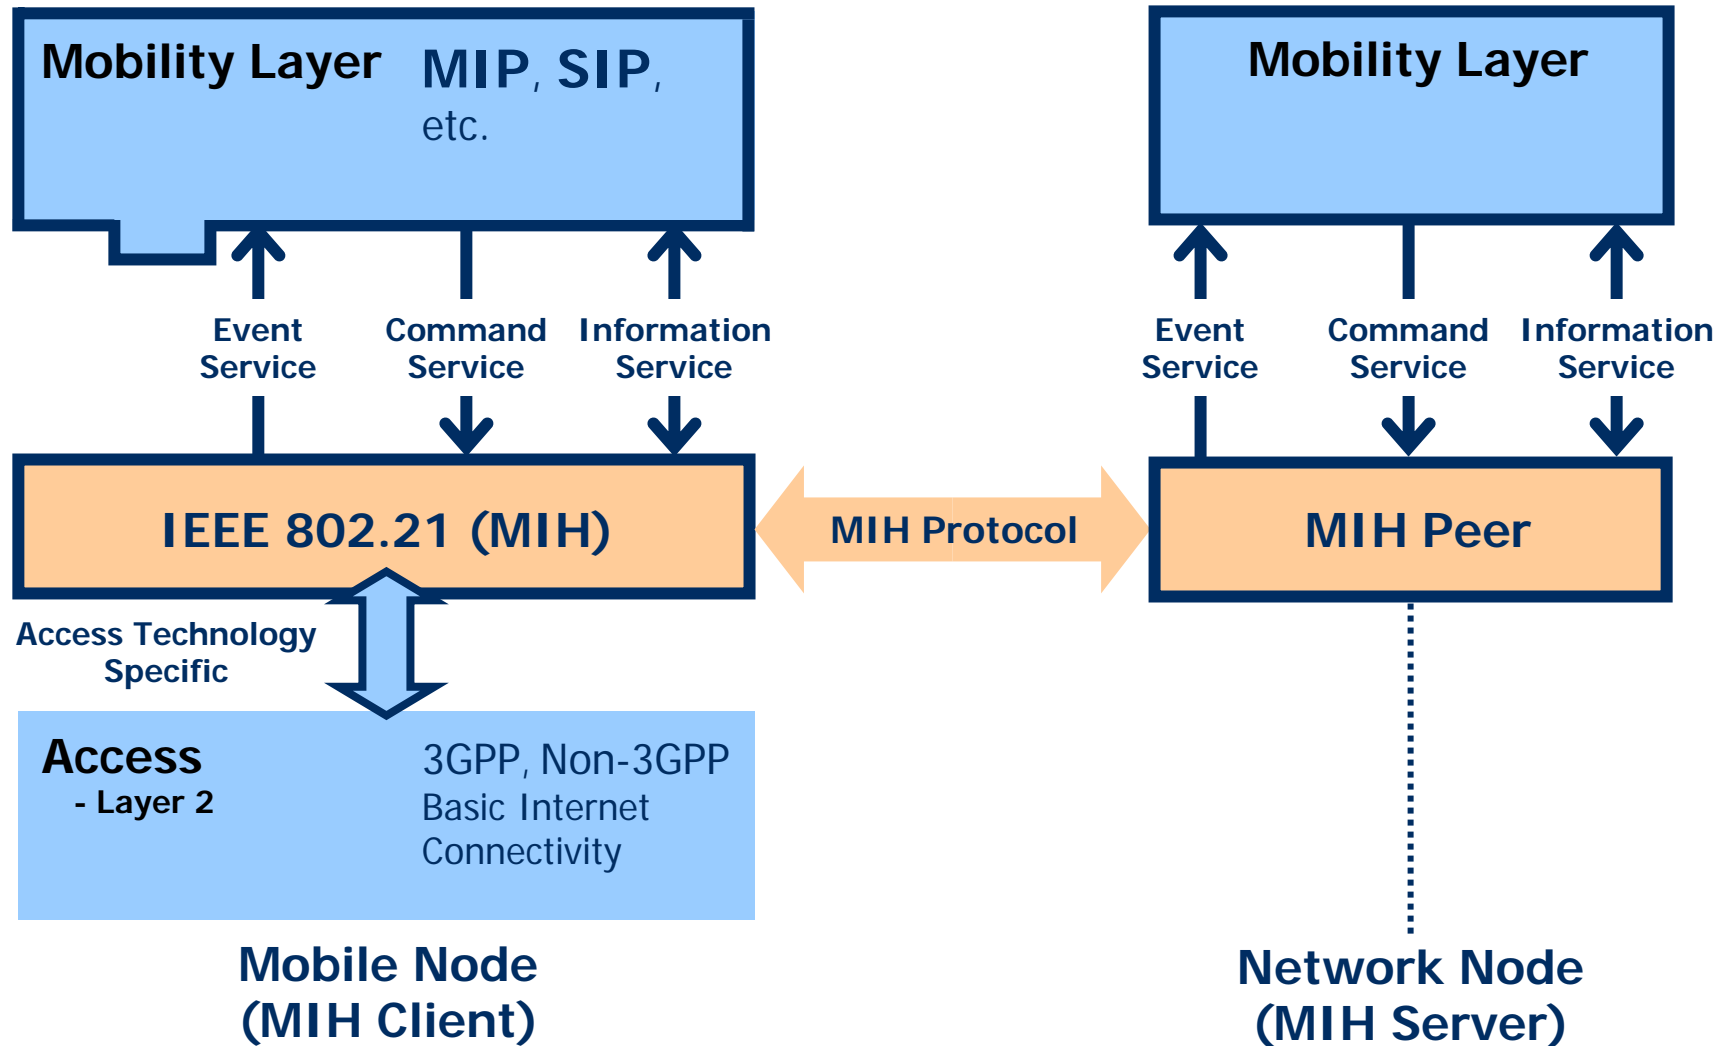 Mobility Layer
MIP, SIP,
etc.
Mobility Layer
Event
Service
Command
Service
Information
Service
Event
Service
Command
Service
Information
Service
IEEE 802.21 (MIH)
MIH Protocol
MIH Peer
Access Technology
Specific
Access
- Layer 2
3GPP, Non-3GPP
Basic Internet
Connectivity
Mobile Node
(MIH Client)
Network Node
(MIH Server)